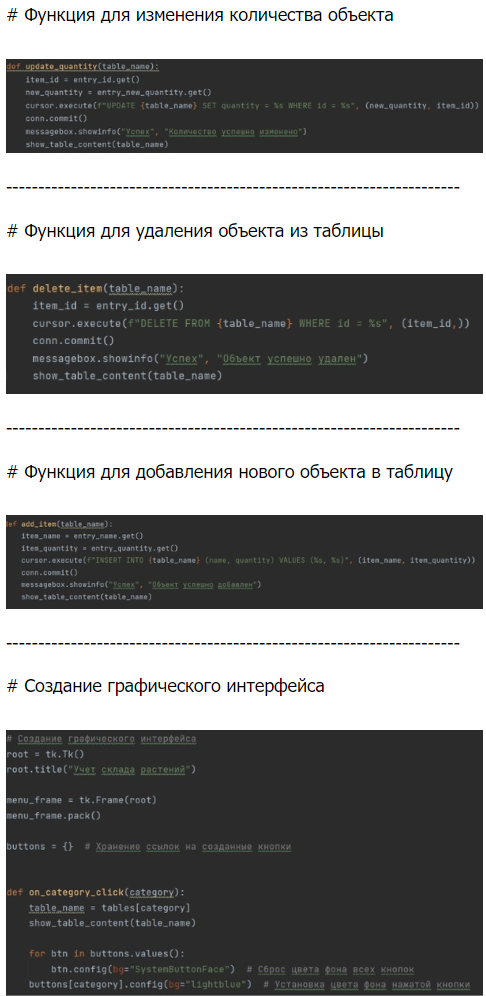 # Функция для изменения количества объекта
def update_quantity(table_name):
    item_id = entry_id.get()
    new_quantity = entry_new_quantity.get()
    cursor.execute(f"UPDATE {table_name} SET quantity = %s WHERE id = %s", (new_quantity, item_id))
    conn.commit()
    messagebox.showinfo("Успех", "Количество успешно изменено")
    show_table_content(table_name)
-----------------------------------------------------------------------
# Функция для удаления объекта из таблицы
def delete_item(table_name):
    item_id = entry_id.get()
    cursor.execute(f"DELETE FROM {table_name} WHERE id = %s", (item_id,))
    conn.commit()
    messagebox.showinfo("Успех", "Объект успешно удален")
    show_table_content(table_name)
-----------------------------------------------------------------------
# Функция для добавления нового объекта в таблицу
def add_item(table_name):
    item_name = entry_name.get()
    item_quantity = entry_quantity.get()
    cursor.execute(f"INSERT INTO {table_name} (name, quantity) VALUES (%s, %s)", (item_name, item_quantity))
    conn.commit()
    messagebox.showinfo("Успех", "Объект успешно добавлен")
    show_table_content(table_name)
-----------------------------------------------------------------------
# Создание графического интерфейса
# Создание графического интерфейса
root = tk.Tk()
root.title("Учет склада растений")
menu_frame = tk.Frame(root)
menu_frame.pack()
buttons = {}  # Хранение ссылок на созданные кнопки
def on_category_click(category):
    table_name = tables[category]
    show_table_content(table_name)
    for btn in buttons.values():
        btn.config(bg="SystemButtonFace")  # Сброс цвета фона всех кнопок
    buttons[category].config(bg="lightblue")  # Установка цвета фона нажатой кнопки